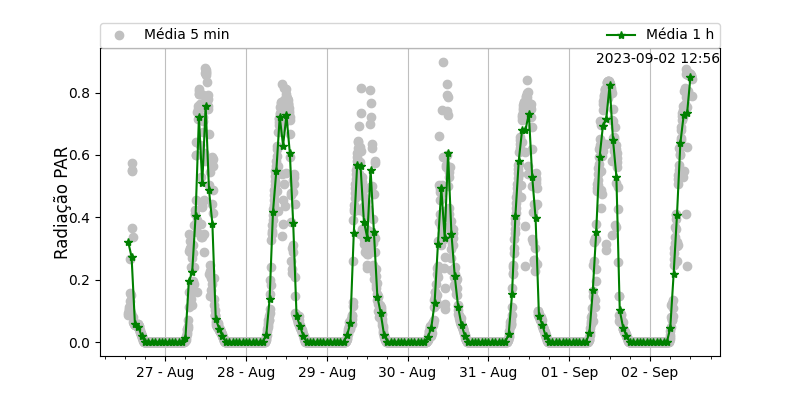 Média 5 min
Média 1 h
2023-09-02 12:56
Radiação PAR
0.8
0.6
0.4
0.2
0.0
27 - Aug
28 - Aug
29 - Aug
30 - Aug
31 - Aug
01 - Sep
02 - Sep